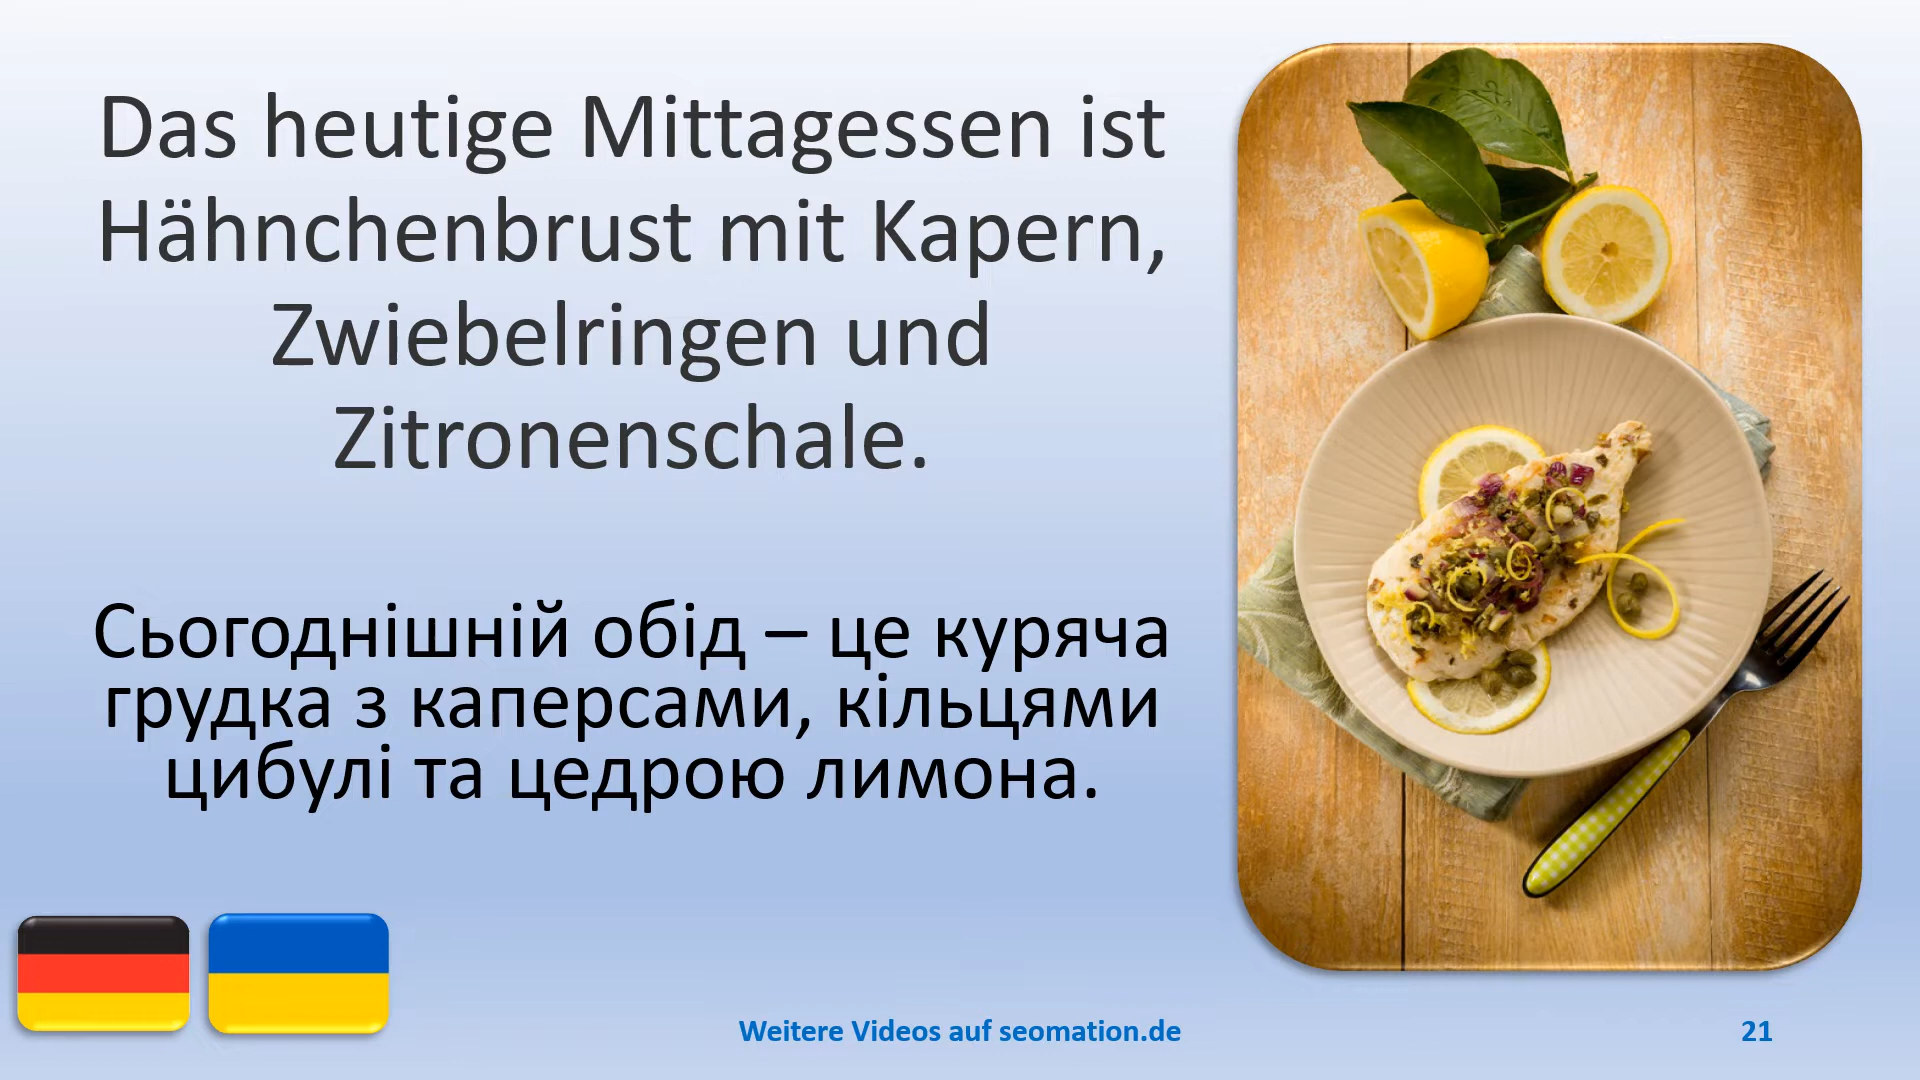 Das heutige Mittagessen ist
Hähnchenbrust mit Kapern,
Zwiebelringen und
Zitronenschale.
Сьогоднішній обід – це куряча
грудка з каперсами, кільцями
цибулі та цедрою лимона.
Weitere Videos auf seomation.de
21